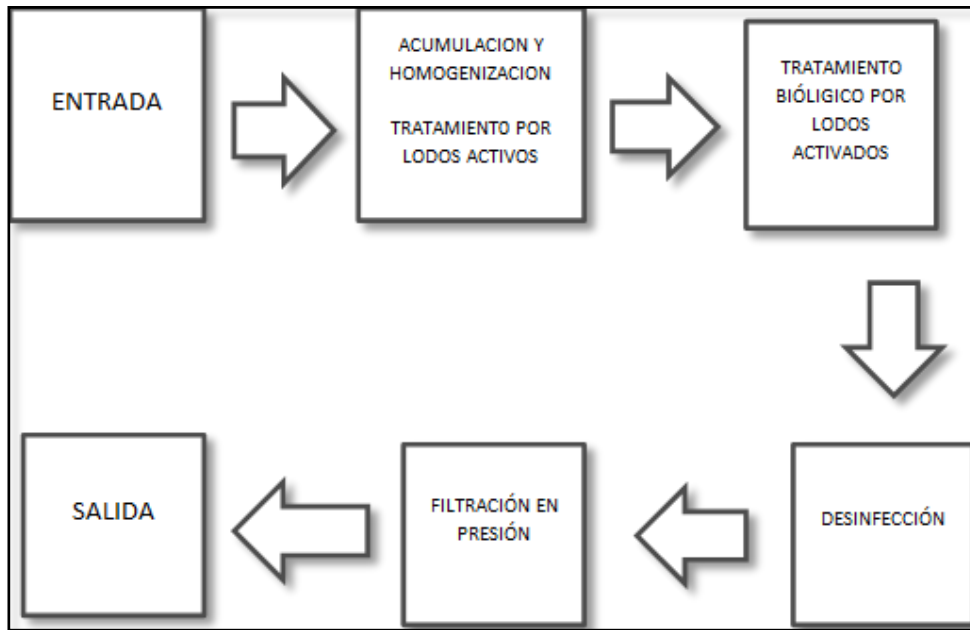 ENTRADA
ACUMULACION Y
HOMOGENIZACION
TRATAMIENTO POR
LODOS ACTIVOS
TRATAMIENTO
BIÓLIGICO POR
LODOS
ACTIVADOS
DESINFECCIÓN
FILTRACIÓN EN
PRESIÓN
SALIDA